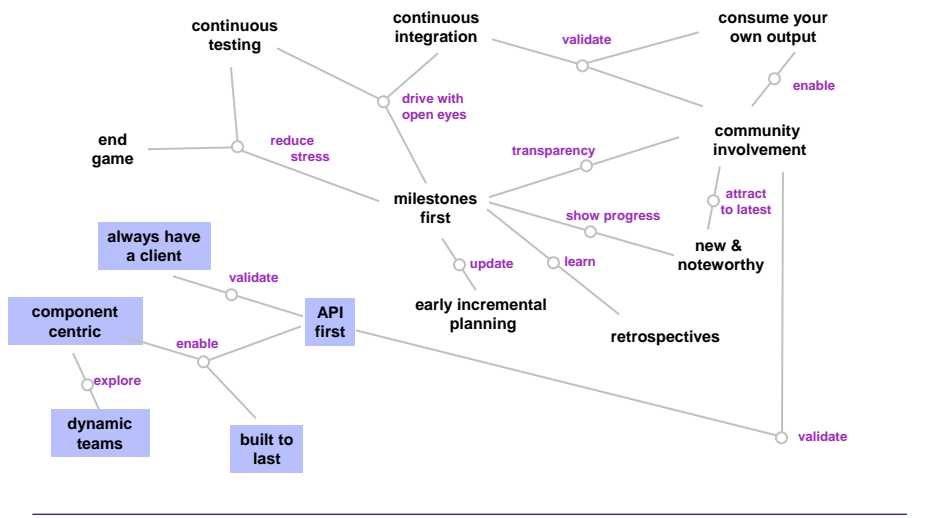 continuous
testing
continuous
integration
consume your
own output
validate
enable
drive with
open eyes
end
game
reduce
stress
community
involvement
transparency
milestones
first
attract
to latest
show progress
always have
a client
new &
noteworthy
update
learn
validate
component
centric
API
first
early incremental
planning
retrospectives
enable
explore
dynamic
teams
built to
last
validate